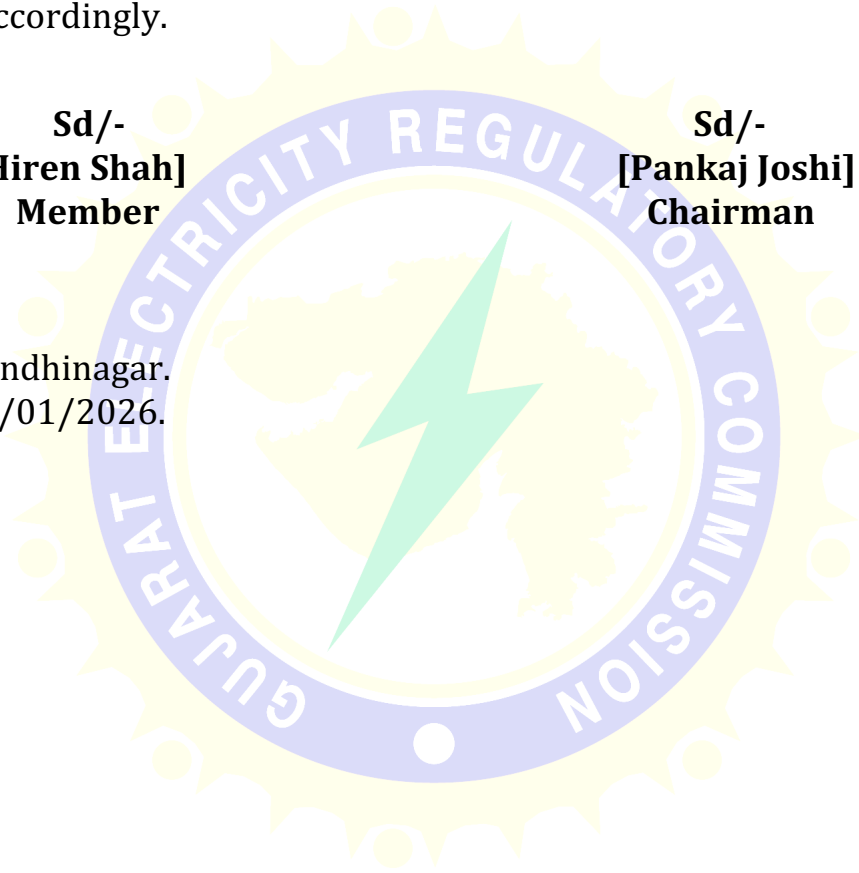 ccordingly.
Sd/- Sd/-
Hiren Shah] [Pankaj Joshi]
Member Chairman
ndhinagar.
/01/2026.
GUJARAT ELECTRICITY REGULATORY COMMISSION